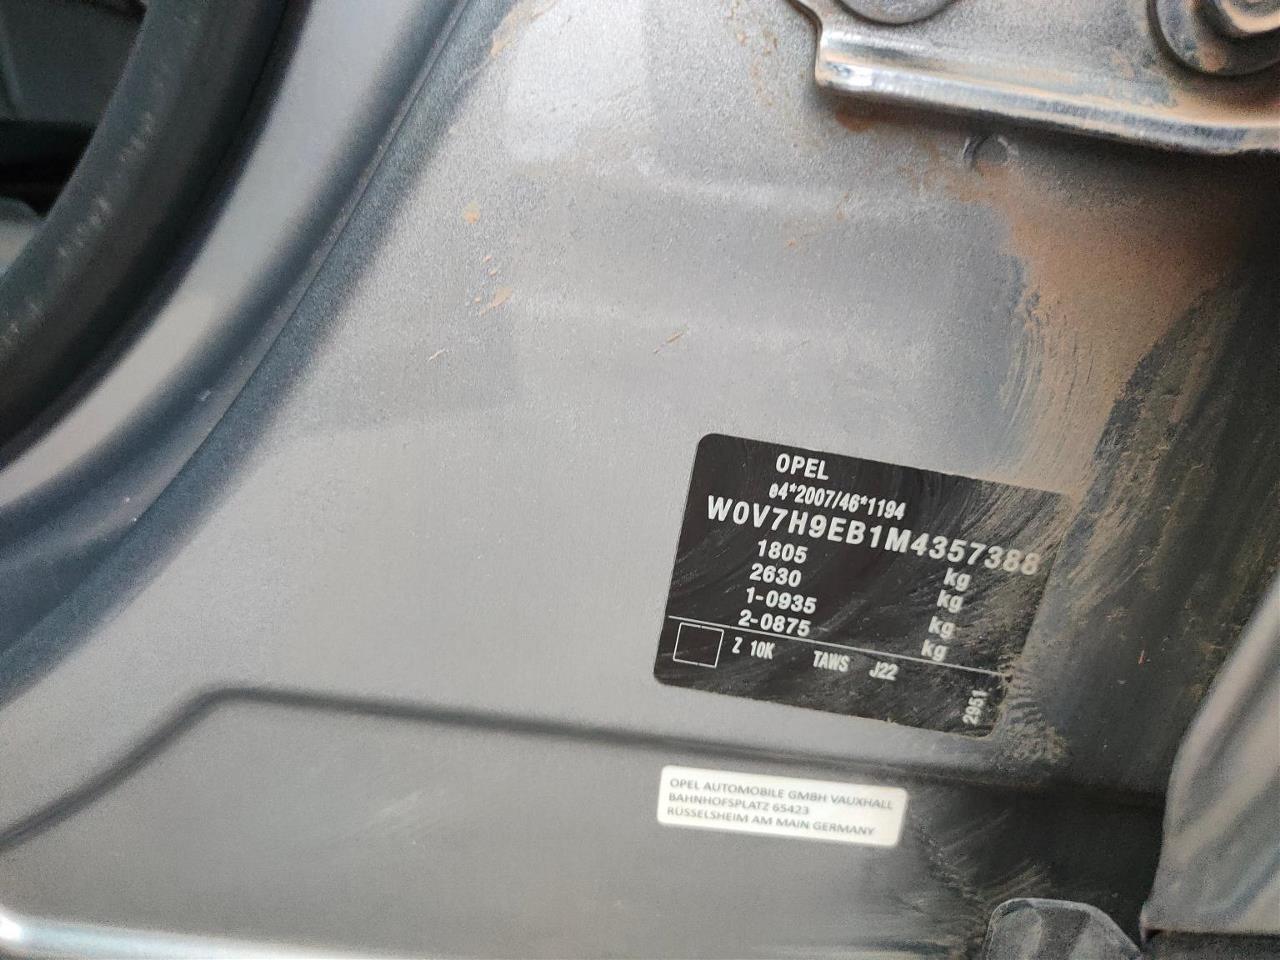 OPEL
e4*2007/46*1194
W0V7H9EB1M4357388
1805 kg
2630 kg
1-0935 kg
2-0875 kg
Z 10K TAWS J22
2951
OPEL AUTOMOBILE GMBH VAUXHALL
BAHNHOFSPLATZ 65423
RÜSSELSHEIM AM MAIN GERMANY